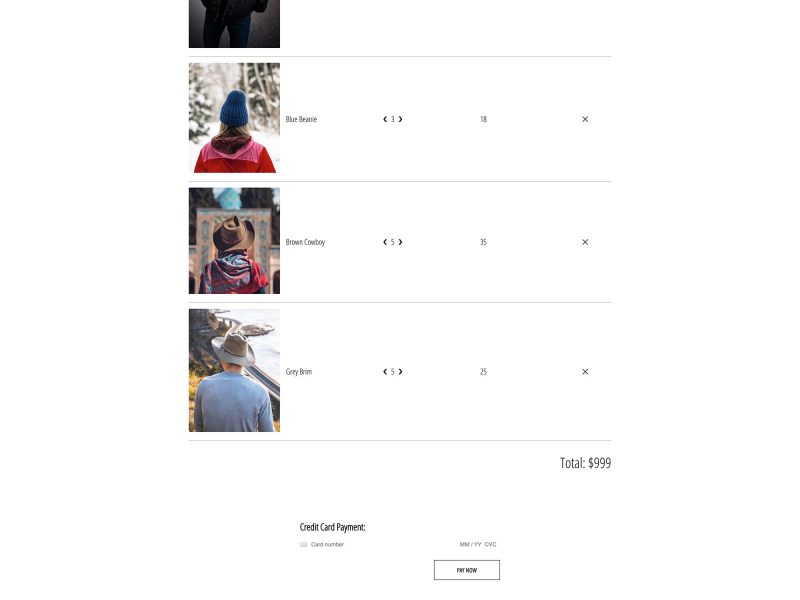 Blue Beanie ❮ 3 ❯ 18 ✕
Brown Cowboy ❮ 5 ❯ 35 ✕
Grey Brim ❮ 5 ❯ 25 ✕
Total: $999
Credit Card Payment:
Card number MM / YY CVC
PAY NOW